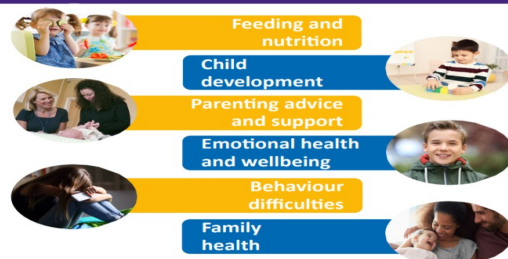 Feeding and
nutrition
Child
development
Parenting advice
and support
Emotional health
and wellbeing
Behaviour
difficulties
Family
health